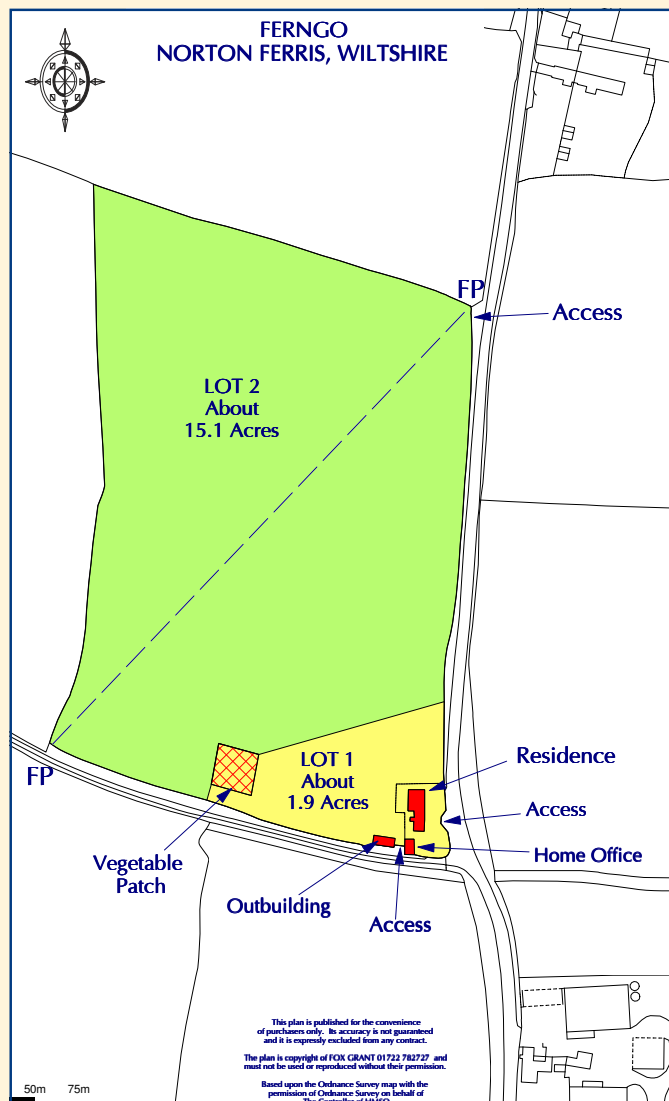 FERNGO
NORTON FERRIS, WILTSHIRE
FP
Access
LOT 2
About
15.1 Acres
LOT 1
About
1.9 Acres
Residence
FP
Access
Home Office
Vegetable
Patch
Outbuilding
Access
This plan is published for the convenience
of purchasers only. Its accuracy is not guaranteed
and it is expressly excluded from any contract.
The plan is copyright of FOX GRANT 01722 782727 and
must not be used or reproduced without their permission.
Based upon the Ordnance Survey map with the
permission of Ordnance Survey on behalf of
The Controller of HMSO
50m 75m